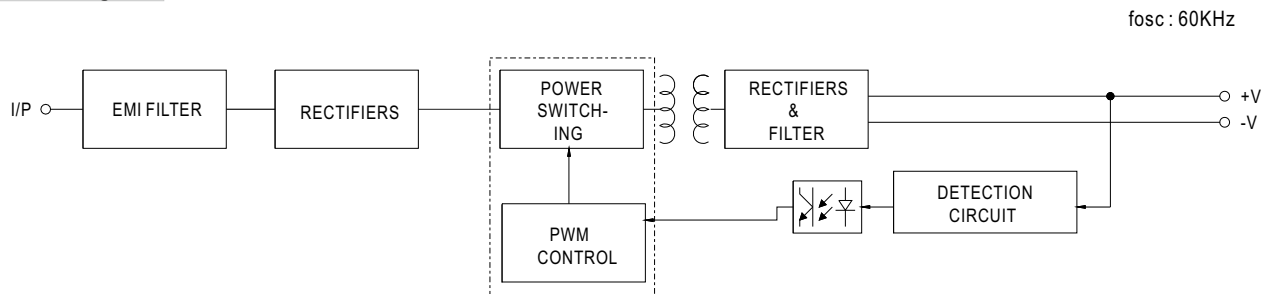 fosc : 60KHz
I/P
EMI FILTER
RECTIFIERS
POWER
SWITCH-
ING
RECTIFIERS
&
FILTER
+V
-V
DETECTION
CIRCUIT
PWM
CONTROL